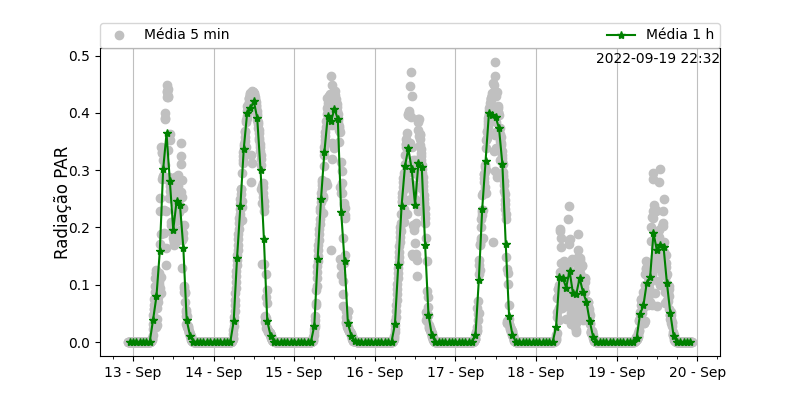 Média 5 min
Média 1 h
2022-09-19 22:32
Radiação PAR
0.5
0.4
0.3
0.2
0.1
0.0
13 - Sep
14 - Sep
15 - Sep
16 - Sep
17 - Sep
18 - Sep
19 - Sep
20 - Sep